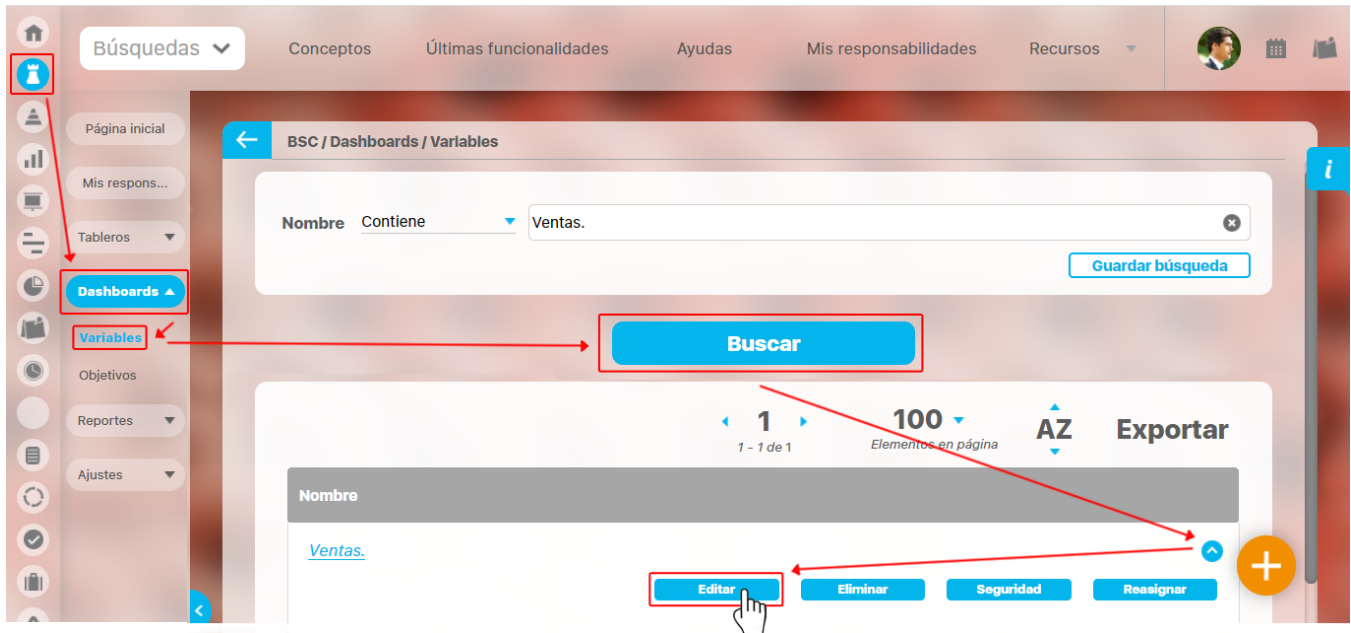 Búsquedas
Conceptos
Últimas funcionalidades
Ayudas
Mis responsabilidades
Recursos
Página inicial
Mis respons...
Tableros
Dashboards
Variables
Objetivos
Reportes
Ajustes
BSC / Dashboards / Variables
i
Nombre Contiene Ventas.
Guardar búsqueda
Buscar
1
1 - 1 de 1
100
Elementos en página
AZ
Exportar
Nombre
Ventas.
Editar
Eliminar
Seguridad
Reasignar